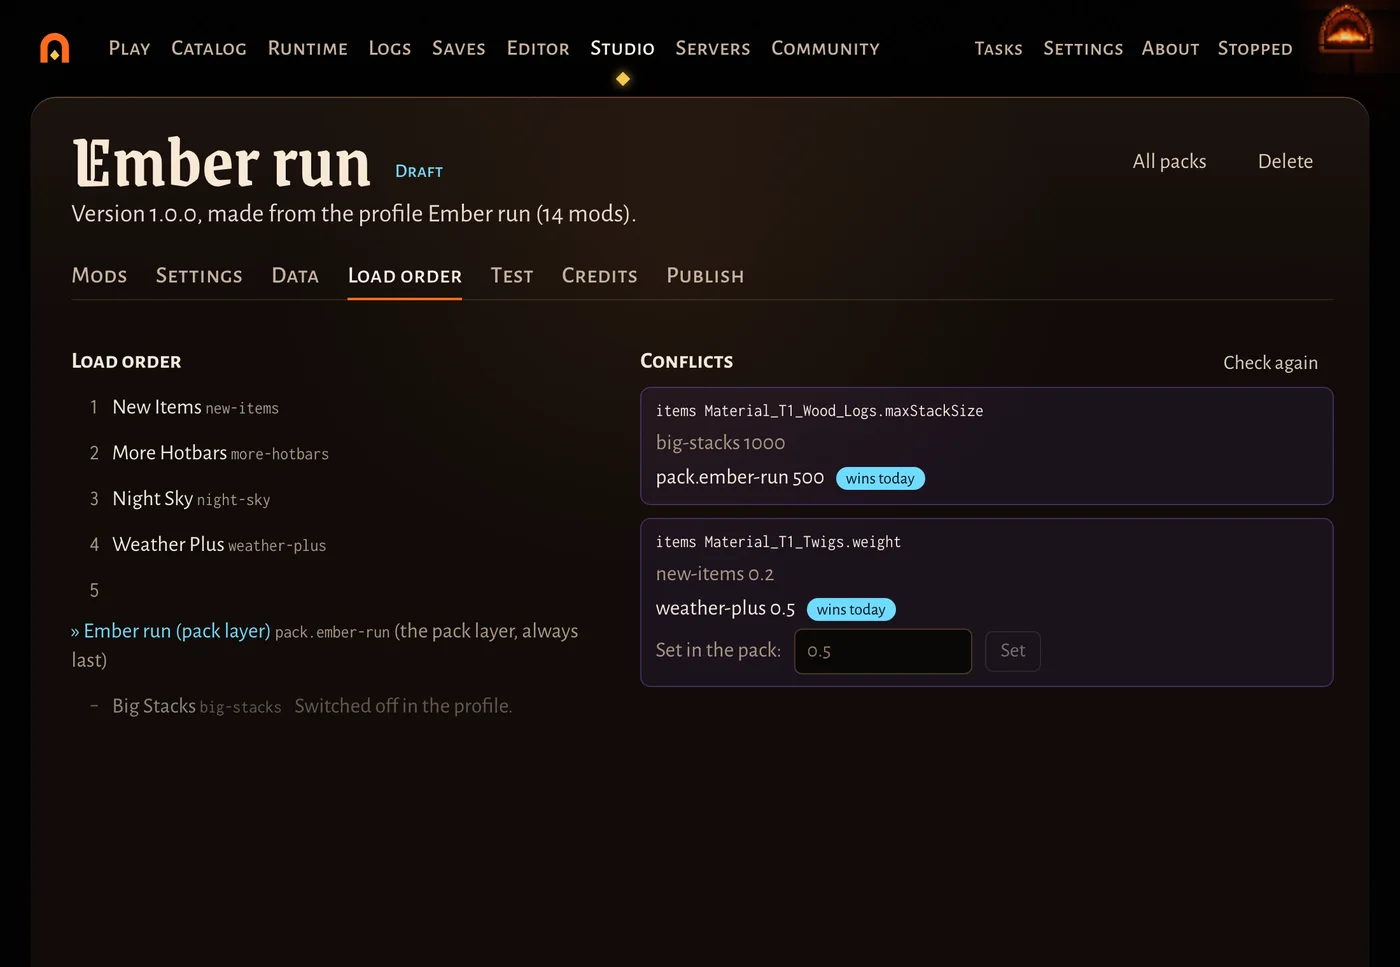 Play Catalog Runtime Logs Saves Editor Studio Servers Community Tasks Settings About Stopped
Ember run Draft
All packs Delete
Version 1.0.0, made from the profile Ember run (14 mods).
Mods Settings Data Load order Test Credits Publish
Load order
1 New Items new-items
2 More Hotbars more-hotbars
3 Night Sky night-sky
4 Weather Plus weather-plus
5
» Ember run (pack layer) pack.ember-run (the pack layer, always
last)
– Big Stacks big-stacks Switched off in the profile.
Conflicts Check again
items Material_T1_Wood_Logs.maxStackSize
big-stacks 1000
pack.ember-run 500 wins today
items Material_T1_Twigs.weight
new-items 0.2
weather-plus 0.5 wins today
Set in the pack: 0.5 Set